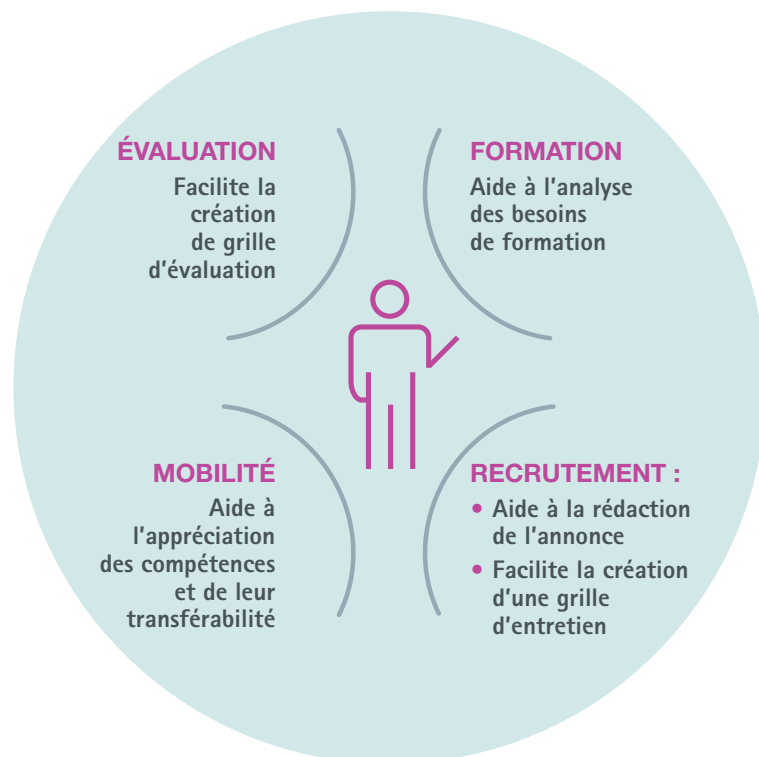 ÉVALUATION
Facilite la
création
de grille
d'évaluation
FORMATION
Aide à l'analyse
des besoins
de formation
MOBILITÉ
Aide à
l'appréciation
des compétences
et de leur
transférabilité
RECRUTEMENT :
• Aide à la rédaction
de l'annonce
• Facilite la création
d'une grille
d'entretien